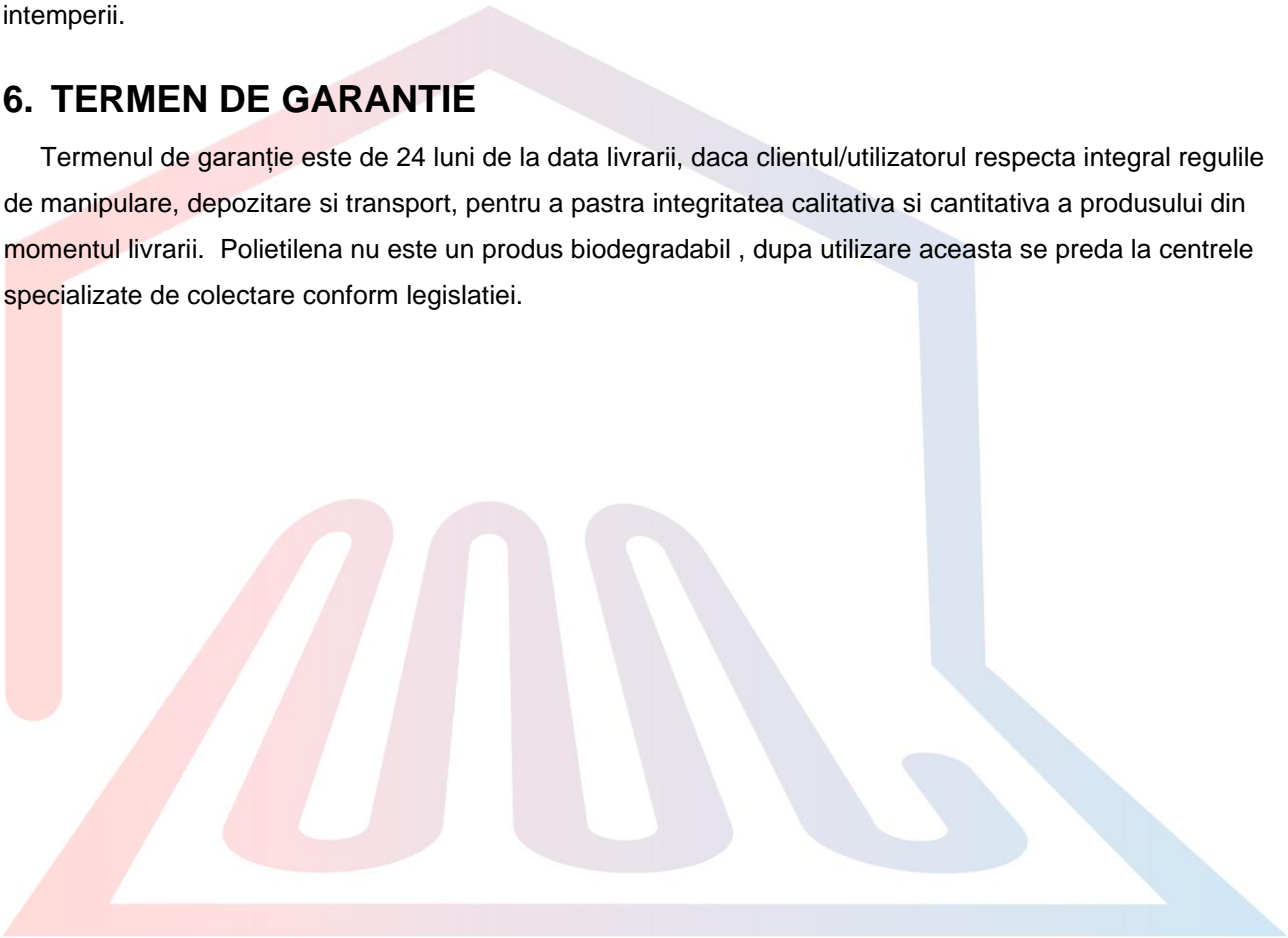 intemperii.
6. TERMEN DE GARANTIE
Termenul de garanție este de 24 luni de la data livrarii, daca clientul/utilizatorul respecta integral regulile
de manipulare, depozitare si transport, pentru a pastra integritatea calitativa si cantitativa a produsului din
momentul livrarii. Polietilena nu este un produs biodegradabil , dupa utilizare aceasta se preda la centrele
specializate de colectare conform legislatiei.